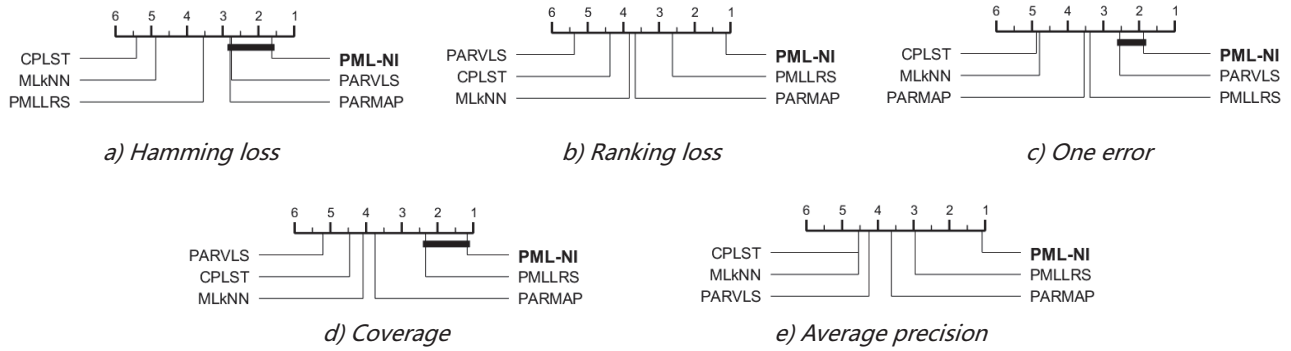 6 5 4 3 2 1
CPLST
MLkNN
PMLLRS
PML-NI
PARVLS
PARMAP
a) Hamming loss
6 5 4 3 2 1
PARVLS
CPLST
MLkNN
PML-NI
PMLLRS
PARMAP
b) Ranking loss
6 5 4 3 2 1
CPLST
MLkNN
PARMAP
PML-NI
PARVLS
PMLLRS
c) One error
6 5 4 3 2 1
PARVLS
CPLST
MLkNN
PML-NI
PMLLRS
PARMAP
d) Coverage
6 5 4 3 2 1
CPLST
MLkNN
PARVLS
PML-NI
PMLLRS
PARMAP
e) Average precision